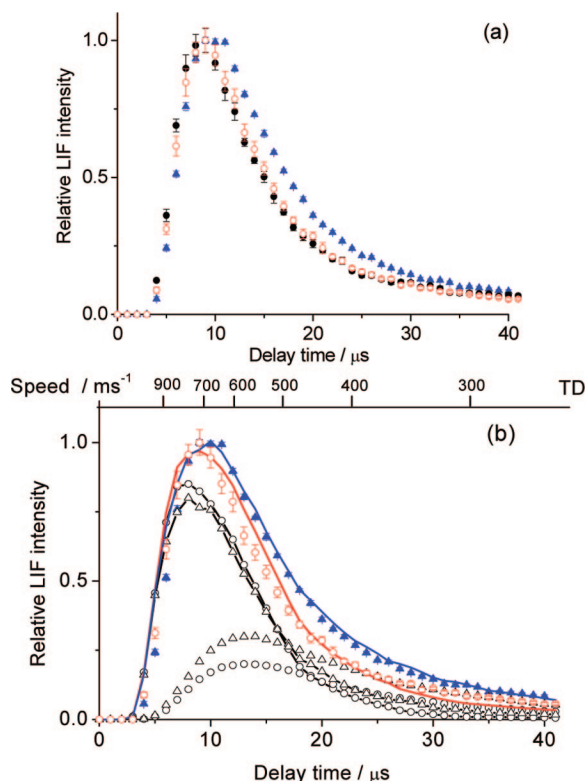 (a)
Relative LIF intensity
1.0
0.5
0.0
0 10 20 30 40
Delay time / μs
Speed / ms⁻¹ 900 700 600 500 400 300 TD
(b)
Relative LIF intensity
1.0
0.5
0.0
0 10 20 30 40
Delay time / μs